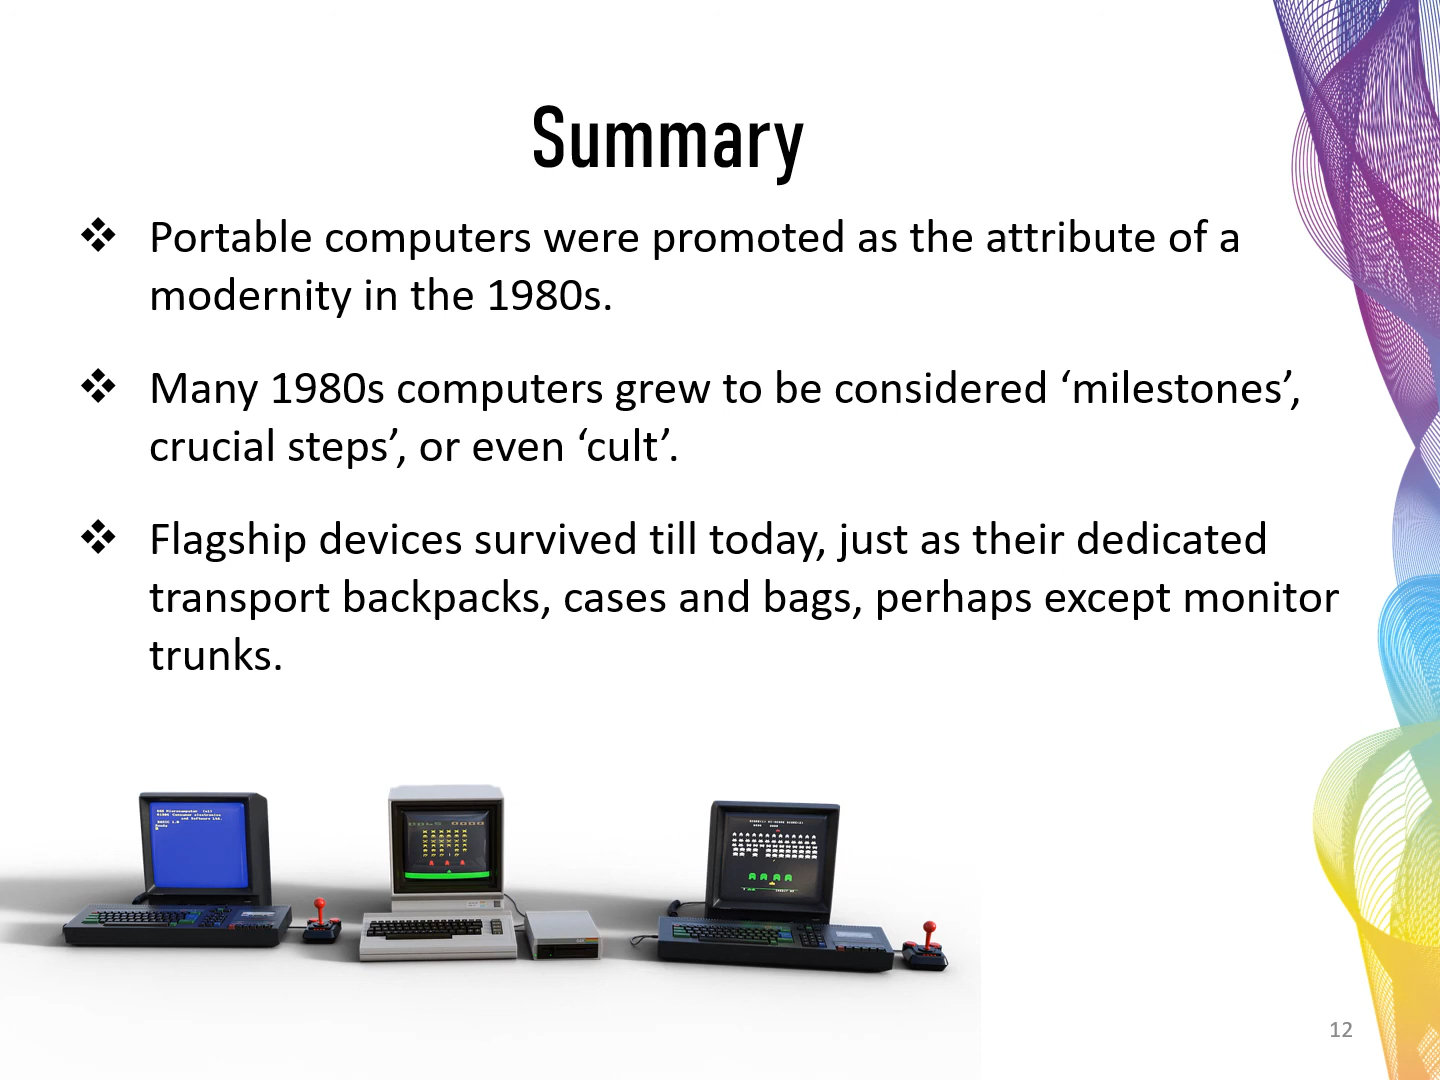 Summary
❖ Portable computers were promoted as the attribute of a
modernity in the 1980s.
❖ Many 1980s computers grew to be considered ‘milestones’,
crucial steps’, or even ‘cult’.
❖ Flagship devices survived till today, just as their dedicated
transport backpacks, cases and bags, perhaps except monitor
trunks.
12